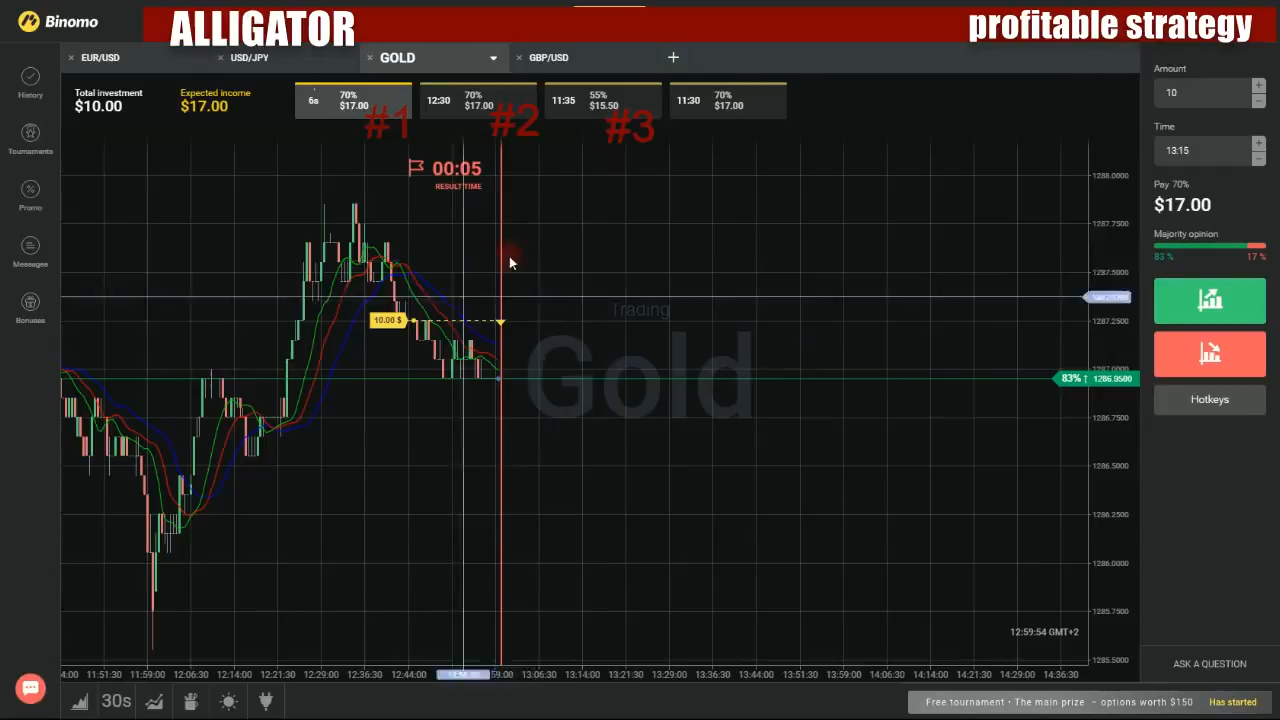 Binomo
ALLIGATOR
profitable strategy
EUR/USD
USD/JPY
GOLD
GBP/USD
+
Total investment
$10.00
Expected income
$17.00
6s
70%
$17.00
12:30
70%
$17.00
11:35
55%
$15.50
11:30
70%
$17.00
#1
#2
#3
History
Tournaments
Promo
Messages
Bonuses
00:05
RESULT TIME
10.00 $
Trading
Gold
1288.0000
1287.7500
1287.5000
1287.2500
1287.0000
83% ↑ 1286.9500
1286.7500
1286.5000
1286.2500
1286.0000
1285.7500
1285.5000
12:59:54 GMT+2
4:00 11:51:30 11:59:00 12:06:30 12:14:00 12:21:30 12:29:00 12:36:30 12:44:00 59:00 13:06:30 13:14:00 13:21:30 13:29:00 13:36:30 13:44:00 13:51:30 13:59:00 14:06:30 14:14:00 14:21:30 14:29:00 14:36:30
30s
Amount
10
Time
13:15
Pay 70%
$17.00
Majority opinion
83 % 17 %
Hotkeys
ASK A QUESTION
Free tournament • The main prize – options worth $150 Has started